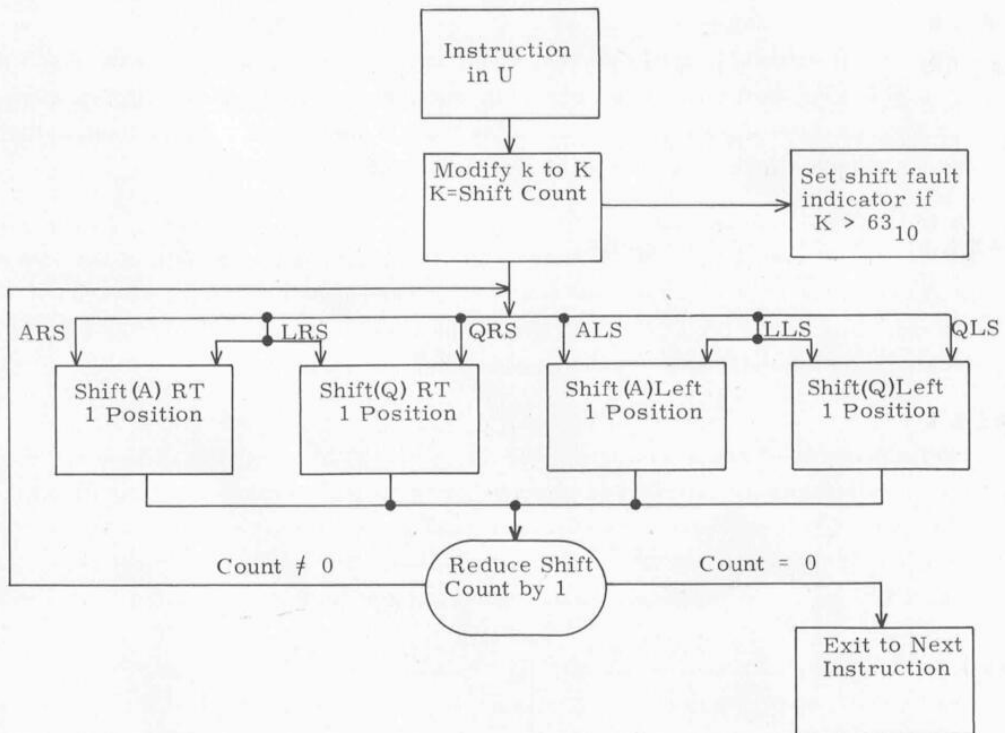 Instruction
in U
Modify k to K
K=Shift Count
Set shift fault
indicator if
K > 63₁₀
ARS
LRS
QRS
ALS
LLS
QLS
Shift (A) RT
1 Position
Shift (Q) RT
1 Position
Shift (A) Left
1 Position
Shift (Q) Left
1 Position
Count ≠ 0
Reduce Shift
Count by 1
Count = 0
Exit to Next
Instruction